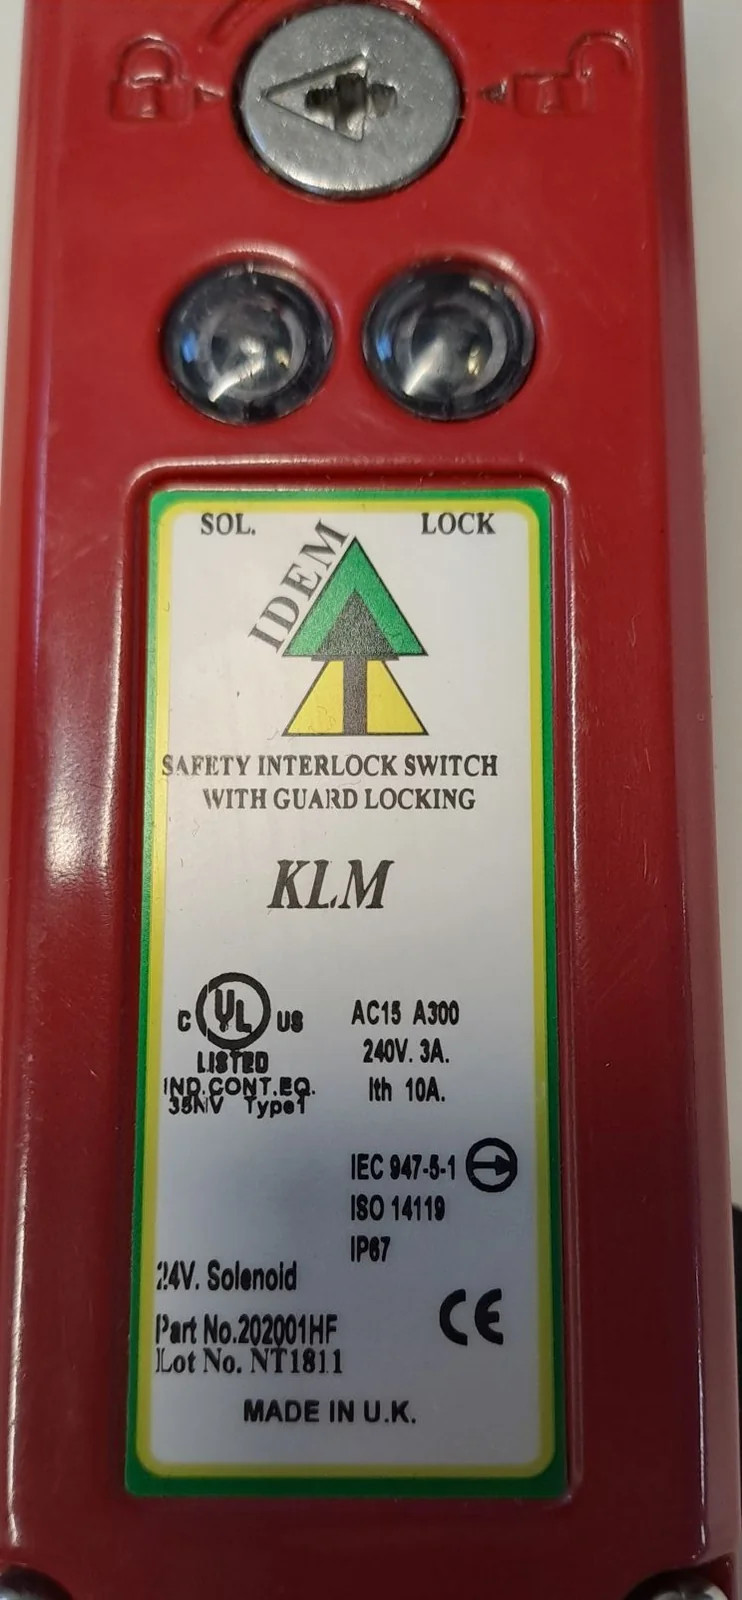 SOL. LOCK
IDEM
SAFETY INTERLOCK SWITCH
WITH GUARD LOCKING
KLM
C UL US
LISTED
IND.CONT.EQ.
35NV Type1
AC15 A300
240V. 3A.
Ith 10A.
IEC 947-5-1
ISO 14119
IP67
24V. Solenoid
Part No.202001HF
Lot No. NT1811
CE
MADE IN U.K.